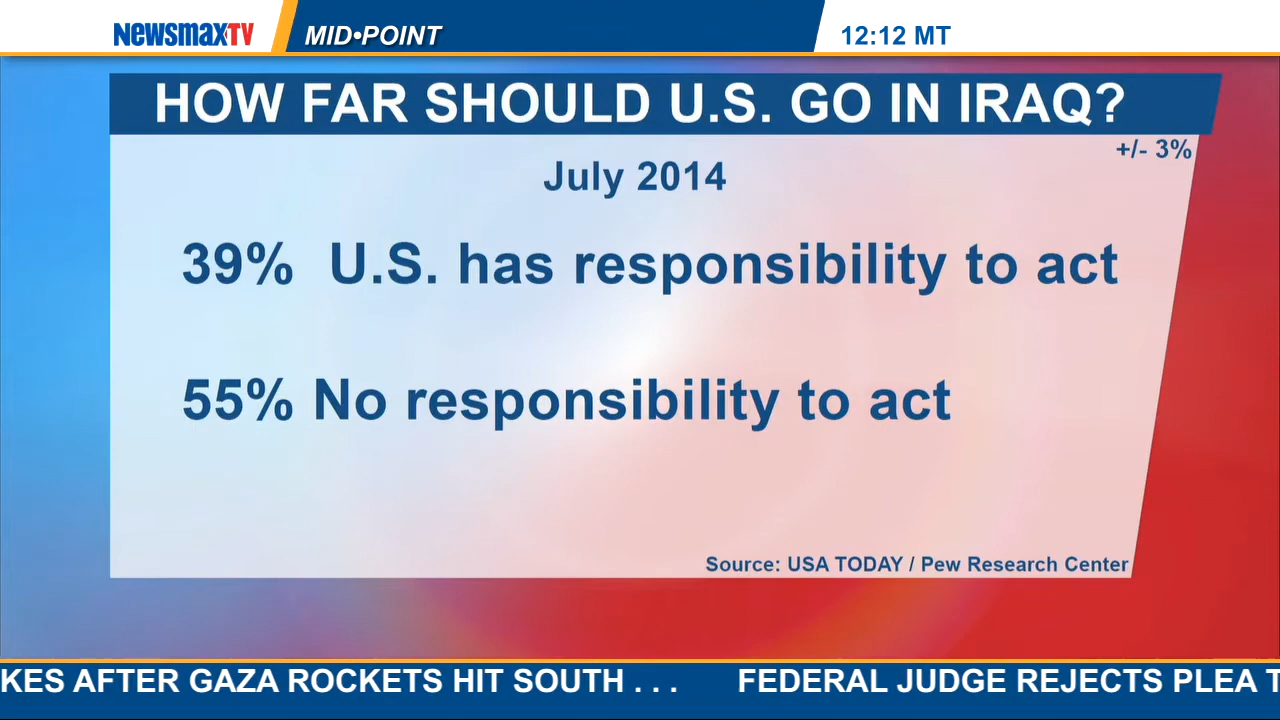 NEWSMAXTV
MID•POINT
12:12 MT
HOW FAR SHOULD U.S. GO IN IRAQ?
+/- 3%
July 2014
39% U.S. has responsibility to act
55% No responsibility to act
Source: USA TODAY / Pew Research Center
KES AFTER GAZA ROCKETS HIT SOUTH . . . FEDERAL JUDGE REJECTS PLEA T